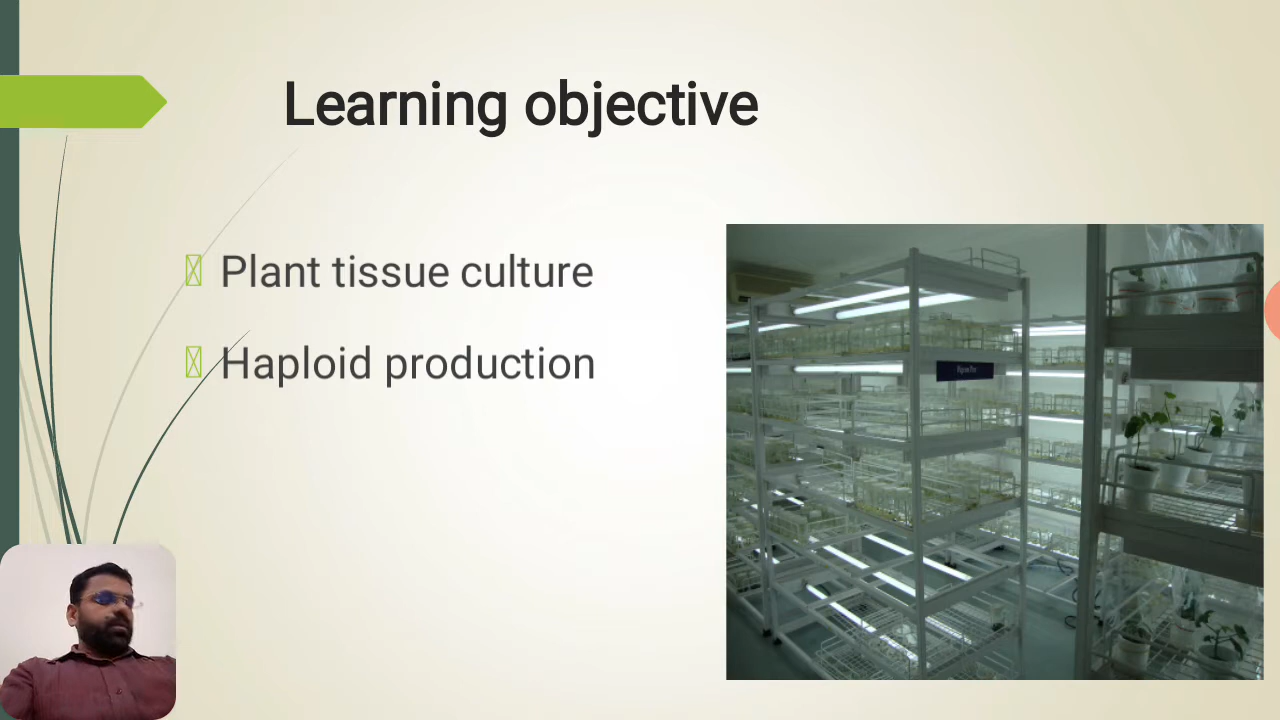 Learning objective
Plant tissue culture
Haploid production